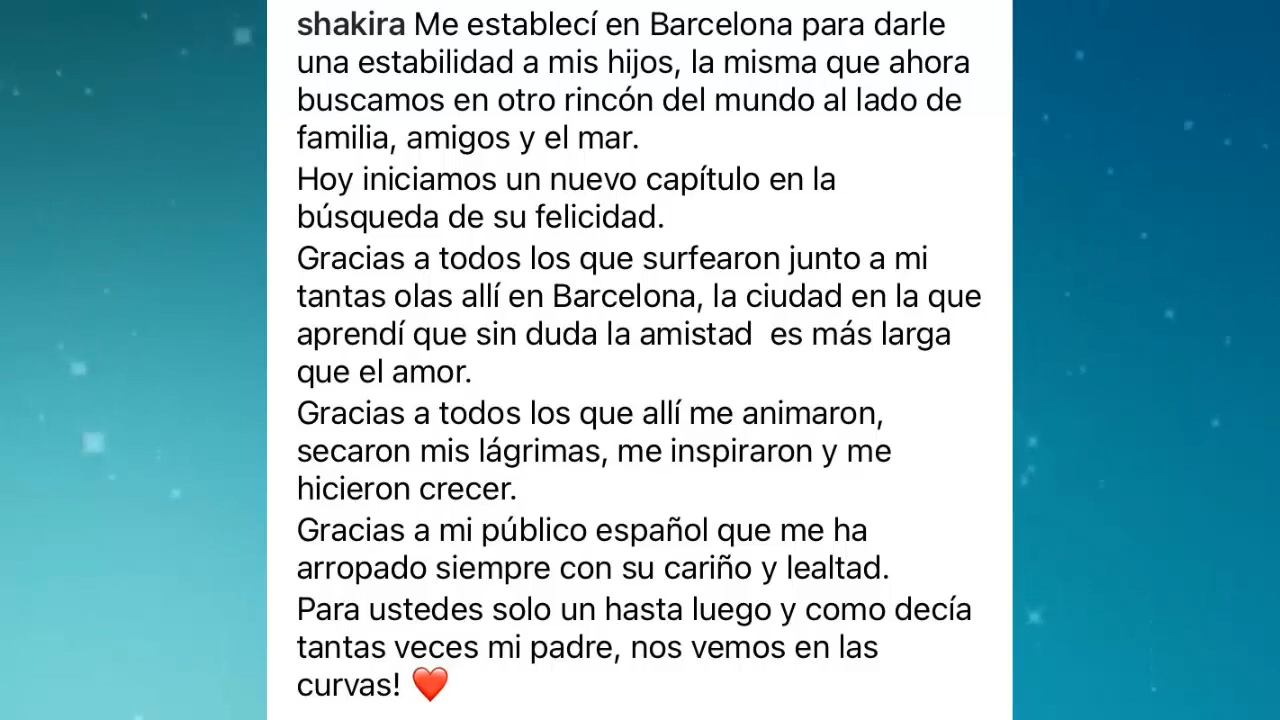 shakira Me establecí en Barcelona para darle
una estabilidad a mis hijos, la misma que ahora
buscamos en otro rincón del mundo al lado de
familia, amigos y el mar.
Hoy iniciamos un nuevo capítulo en la
búsqueda de su felicidad.
Gracias a todos los que surfearon junto a mi
tantas olas allí en Barcelona, la ciudad en la que
aprendí que sin duda la amistad  es más larga
que el amor.
Gracias a todos los que allí me animaron,
secaron mis lágrimas, me inspiraron y me
hicieron crecer.
Gracias a mi público español que me ha
arropado siempre con su cariño y lealtad.
Para ustedes solo un hasta luego y como decía
tantas veces mi padre, nos vemos en las
curvas! ❤️